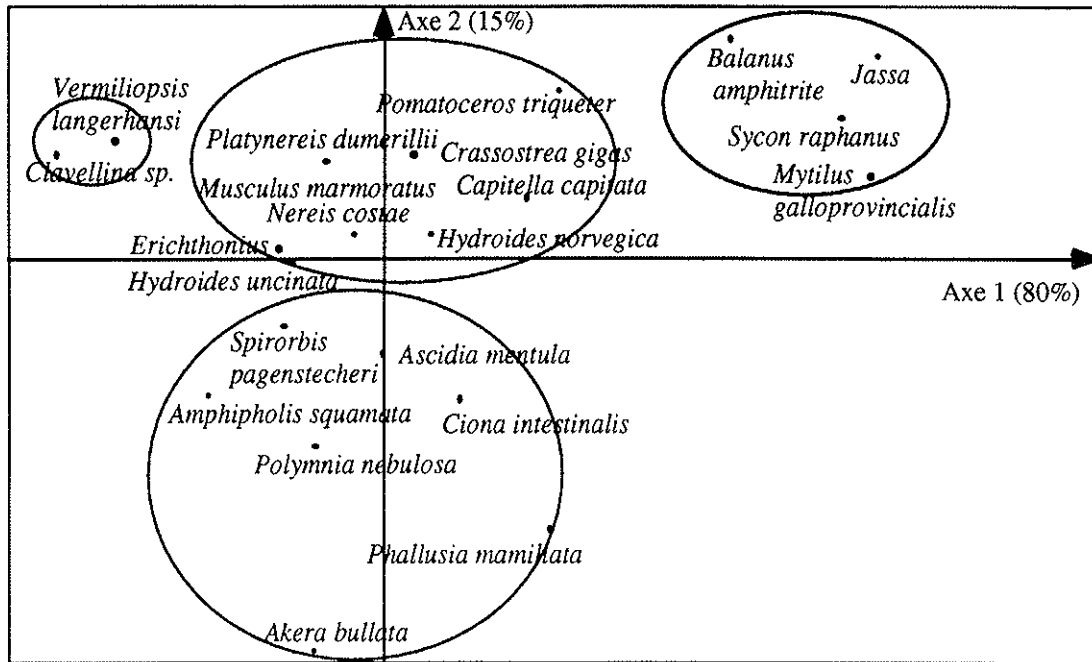 Axe 2 (15%)
Vermiliopsis
langerhansi
Clavellina sp.
Pomatoceros triqueter
Platynereis dumerillii
Crassostrea gigas
Musculus marmoratus
Capitella capitata
Nereis costae
Erichthonius
Hydroides norvegica
Hydroides uncinata
Balanus
amphitrite
Jassa
Sycon raphanus
Mytilus
galloprovincialis
Axe 1 (80%)
Spirorbis
pagenstecheri
Ascidia mentula
Amphipholis squamata
Ciona intestinalis
Polymnia nebulosa
Phallusia mamillata
Akera bullata